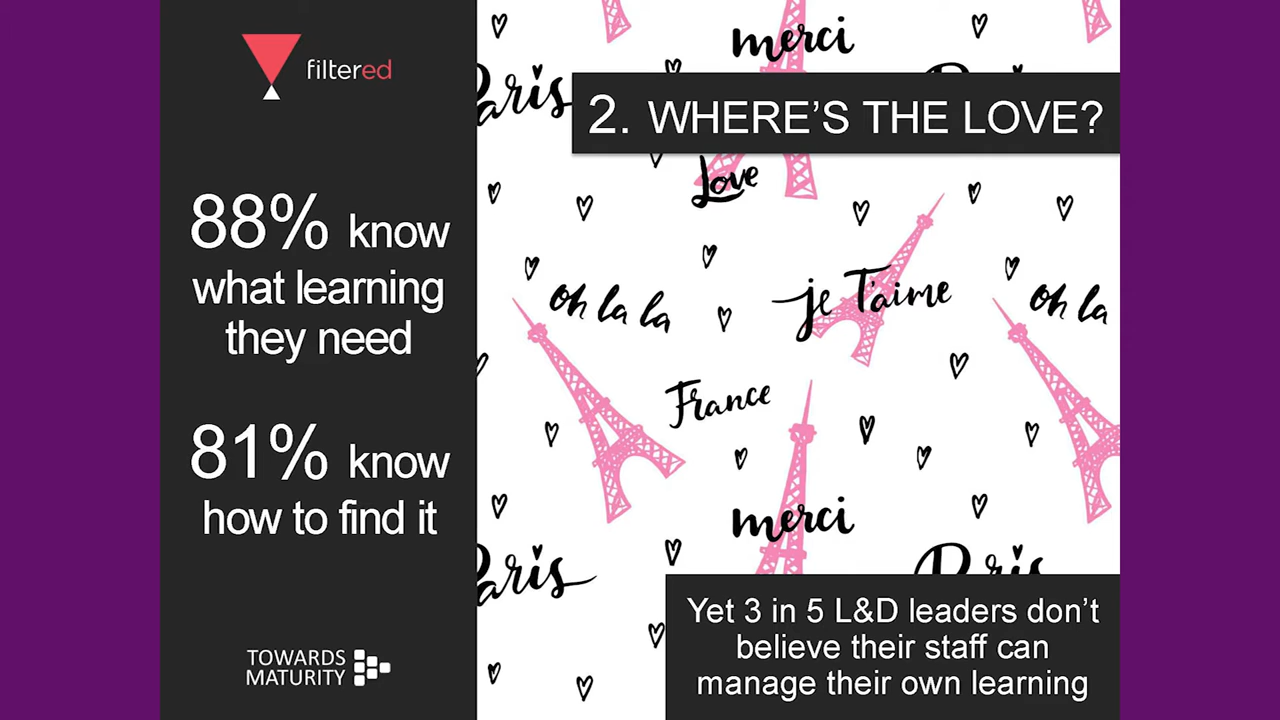 filtered
88% know
what learning
they need
81% know
how to find it
TOWARDS
MATURITY
merci
Paris
2. WHERE'S THE LOVE?
Love
oh la la
je T'aime
oh la
France
merci
Paris
Paris
Yet 3 in 5 L&D leaders don't
believe their staff can
manage their own learning